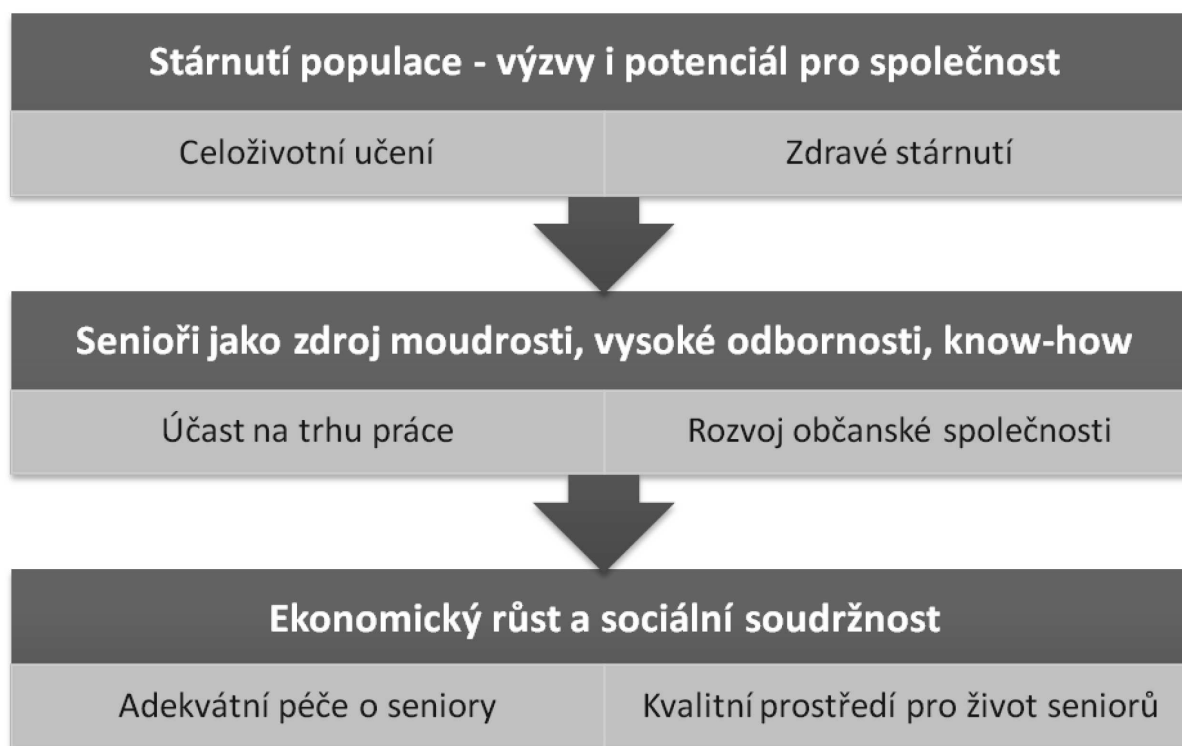 Stárnutí populace - výzvy i potenciál pro společnost
Celoživotní učení
Zdravé stárnutí
Senioři jako zdroj moudrosti, vysoké odbornosti, know-how
Účast na trhu práce
Rozvoj občanské společnosti
Ekonomický růst a sociální soudržnost
Adekvátní péče o seniory
Kvalitní prostředí pro život seniorů